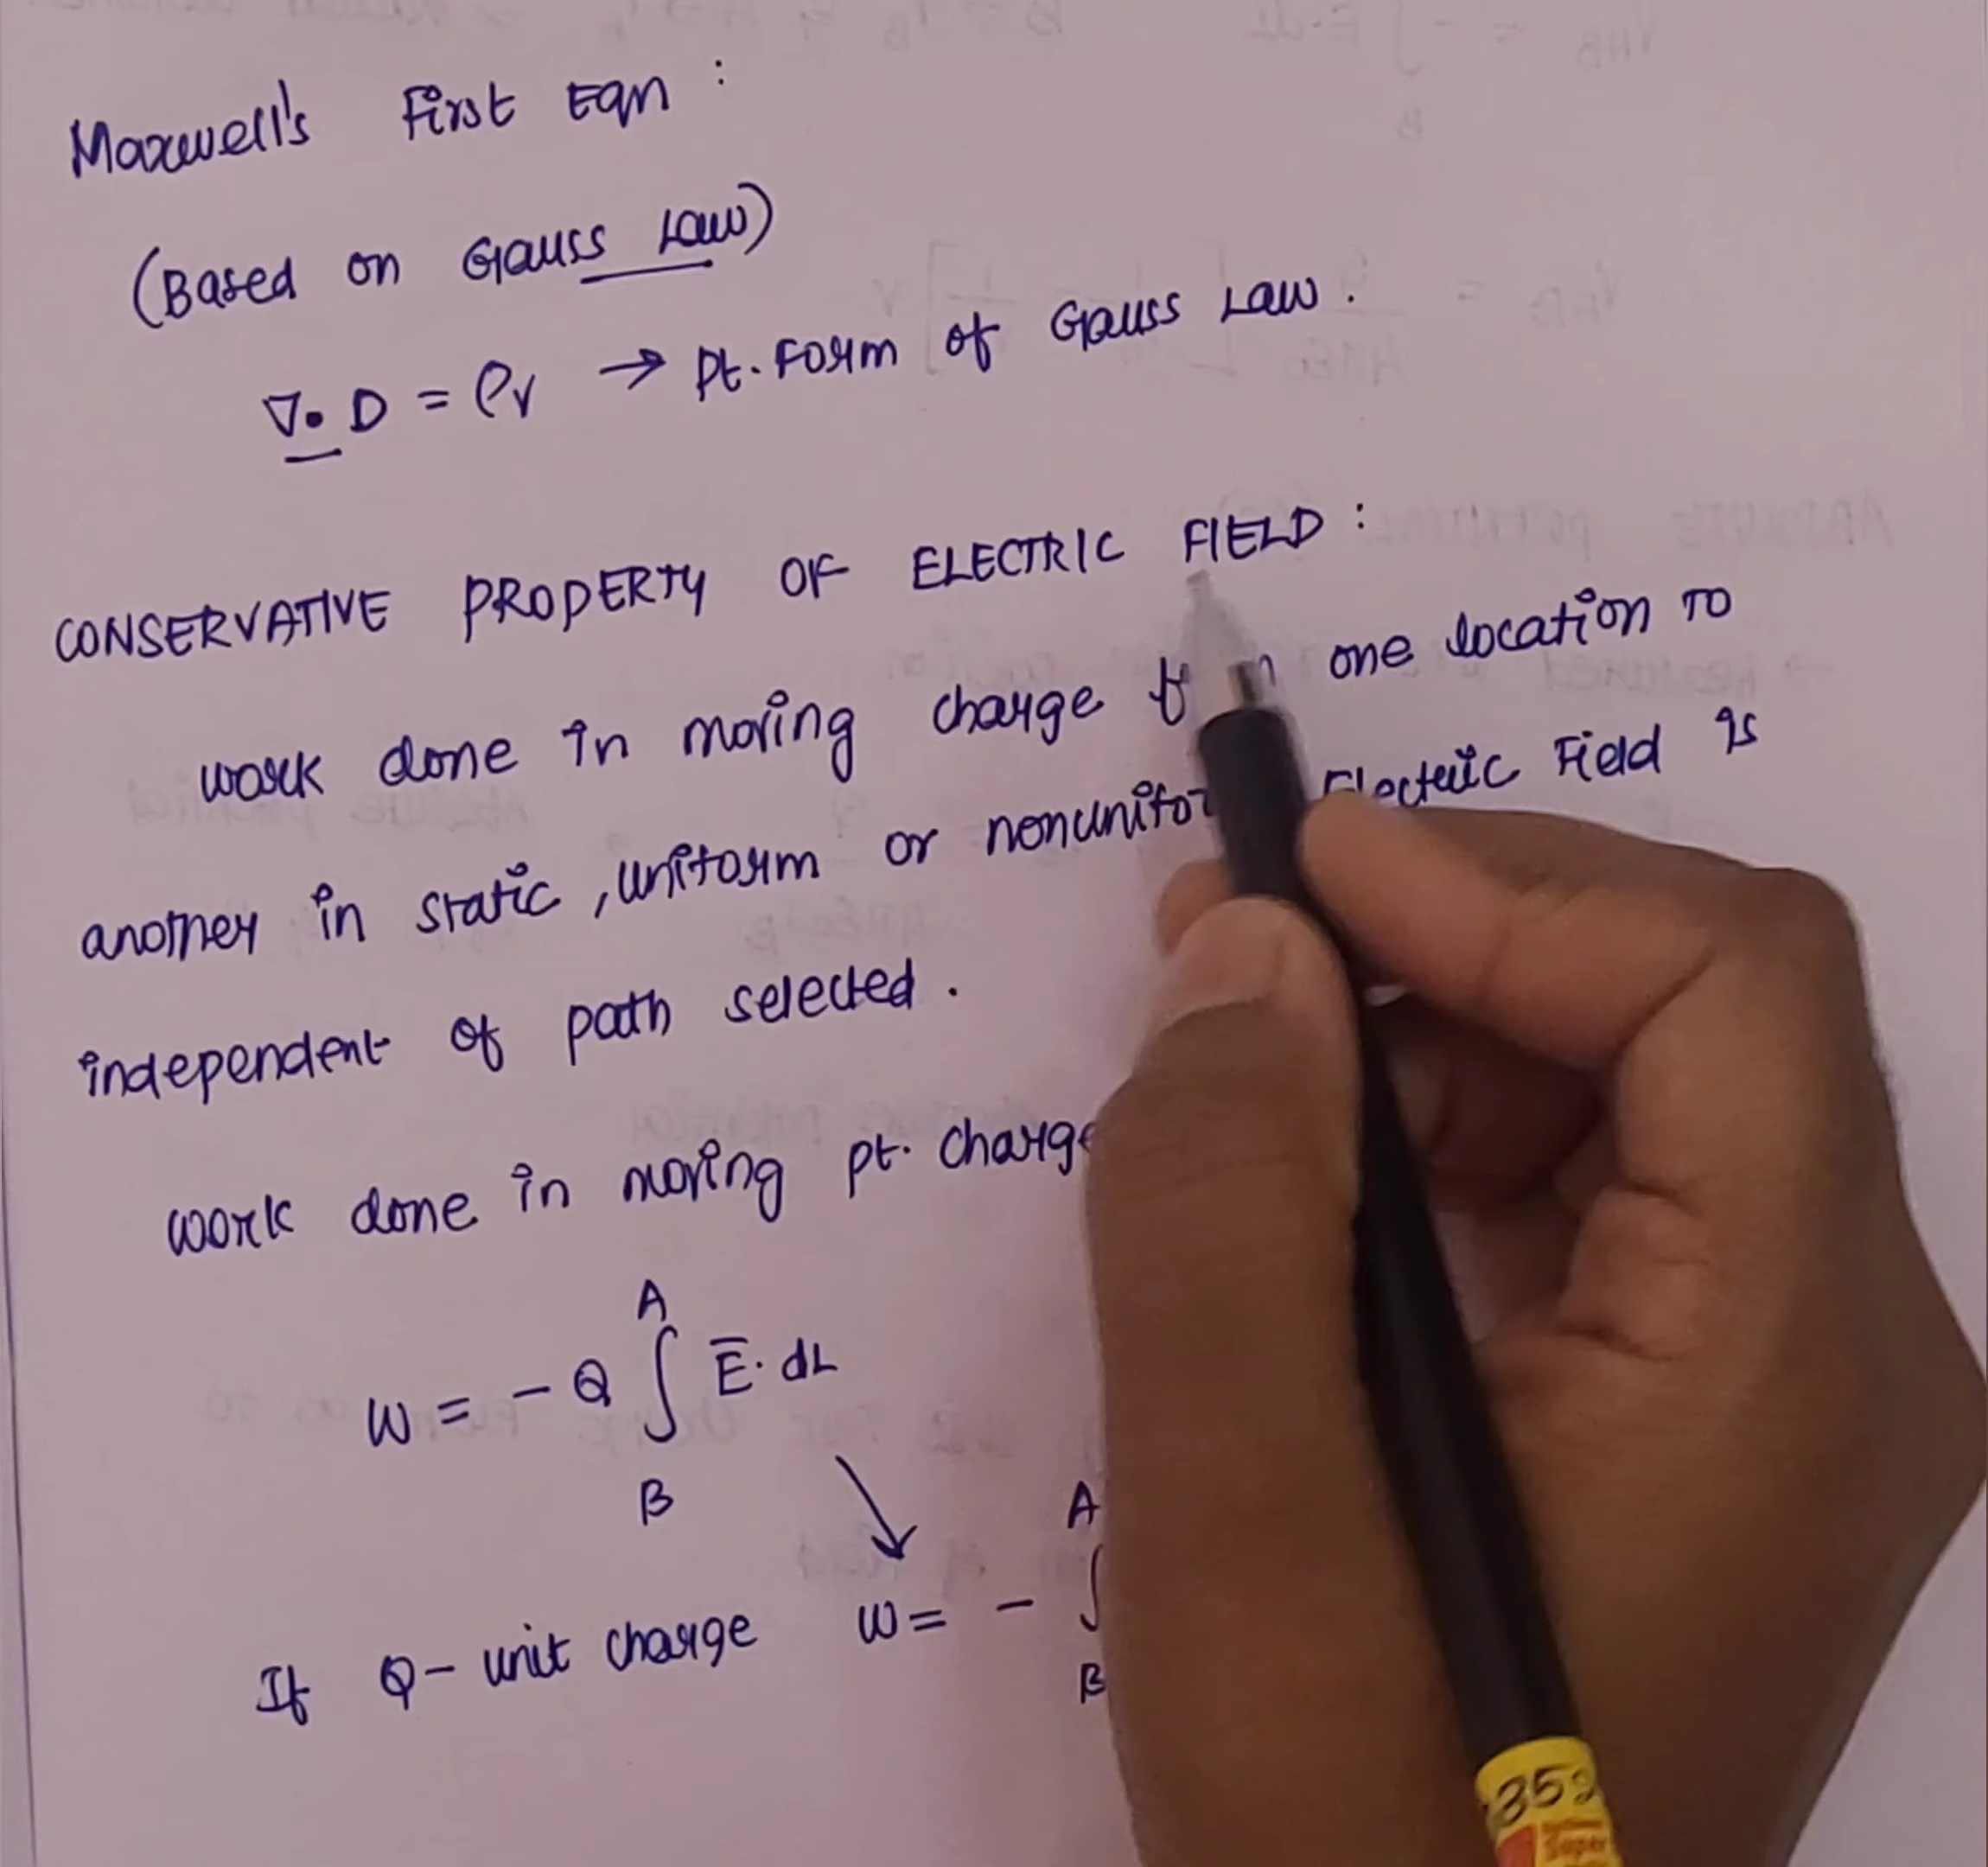 Maxwell's First Eqn :
(Based on Gauss Law)
∇. D = ρv → Pt. Form of Gauss Law .
CONSERVATIVE PROPERTY OF ELECTRIC FIELD :
work done in moving charge one location to
another in static , uniform or Electric Field is
independent of path selected .
work done in moving pt. charge
A
W = - Q ∫ E̅. dL
B
A
If Q- unit charge W = - ∫
B